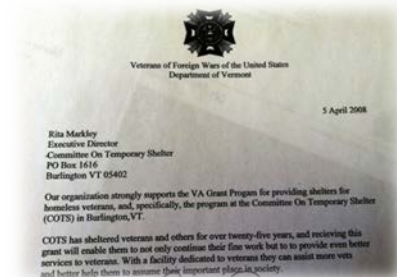 Veterans of Foreign Wars of the United States
Department of Vermont
5 April 2008
Rita Markley
Executive Director
Committee On Temporary Shelter
PO Box 1616
Burlington VT 05402
Our organization strongly supports the VA Grant Progam for providing shelters for
homeless veterans, and, specifically, the program at the Committee On Temporary Shelter
(COTS) in Burlington,VT.
COTS has sheltered veterans and others for over twenty-five years, and recieving this
grant will enable them to not only continue their fine work but to to provide even better
services to veterans. With a facility dedicated to veterans they can assist more vets
and better help them to assume their important place in society.